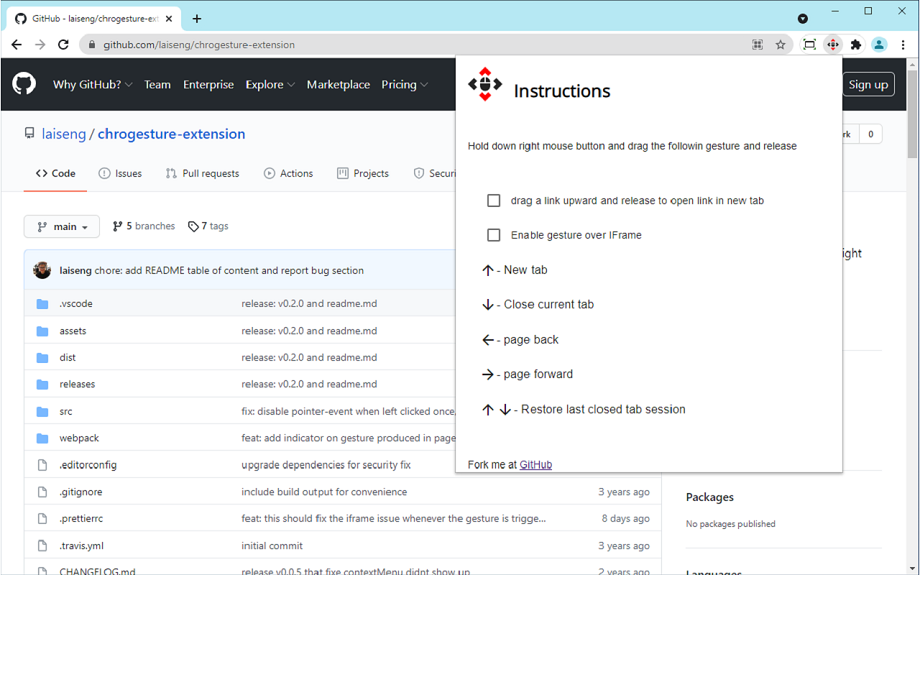 GitHub - laiseng/chrogesture-ext
github.com/laiseng/chrogesture-extension
Why GitHub? Team Enterprise Explore Marketplace Pricing
Sign up
laiseng / chrogesture-extension
rk 0
Code Issues Pull requests Actions Projects Securi
main 5 branches 7 tags
ight
laiseng chore: add README table of content and report bug section
.vscode release: v0.2.0 and readme.md
assets release: v0.2.0 and readme.md
dist release: v0.2.0 and readme.md
releases release: v0.2.0 and readme.md
src fix: disable pointer-event when left clicked once,
webpack feat: add indicator on gesture produced in page
.editorconfig upgrade dependencies for security fix
.gitignore include build output for convenience 3 years ago
.prettierrc feat: this should fix the iframe issue whenever the gesture is trigge... 8 days ago
.travis.yml initial commit 3 years ago
CHANGELOG.md release v0.0.5 that fixe contextMenu didnt show up 2 years ago
Instructions
Hold down right mouse button and drag the followin gesture and release
drag a link upward and release to open link in new tab
Enable gesture over IFrame
↑ - New tab
↓ - Close current tab
← - page back
→ - page forward
↑ ↓ - Restore last closed tab session
Fork me at GitHub
Packages
No packages published
Languages